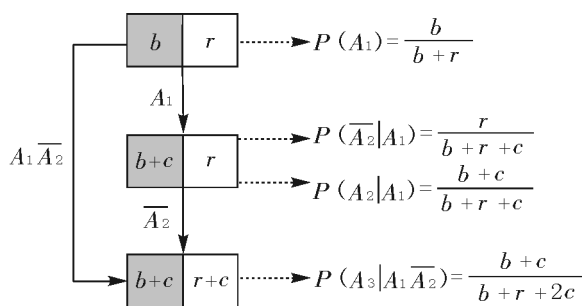 b r P(A₁)=b/(b+r)
A₁
A₁A̅₂
b+c r P(A̅₂|A₁)=r/(b+r+c)
P(A₂|A₁)=(b+c)/(b+r+c)
A̅₂
b+c r+c P(A₃|A₁A̅₂)=(b+c)/(b+r+2c)